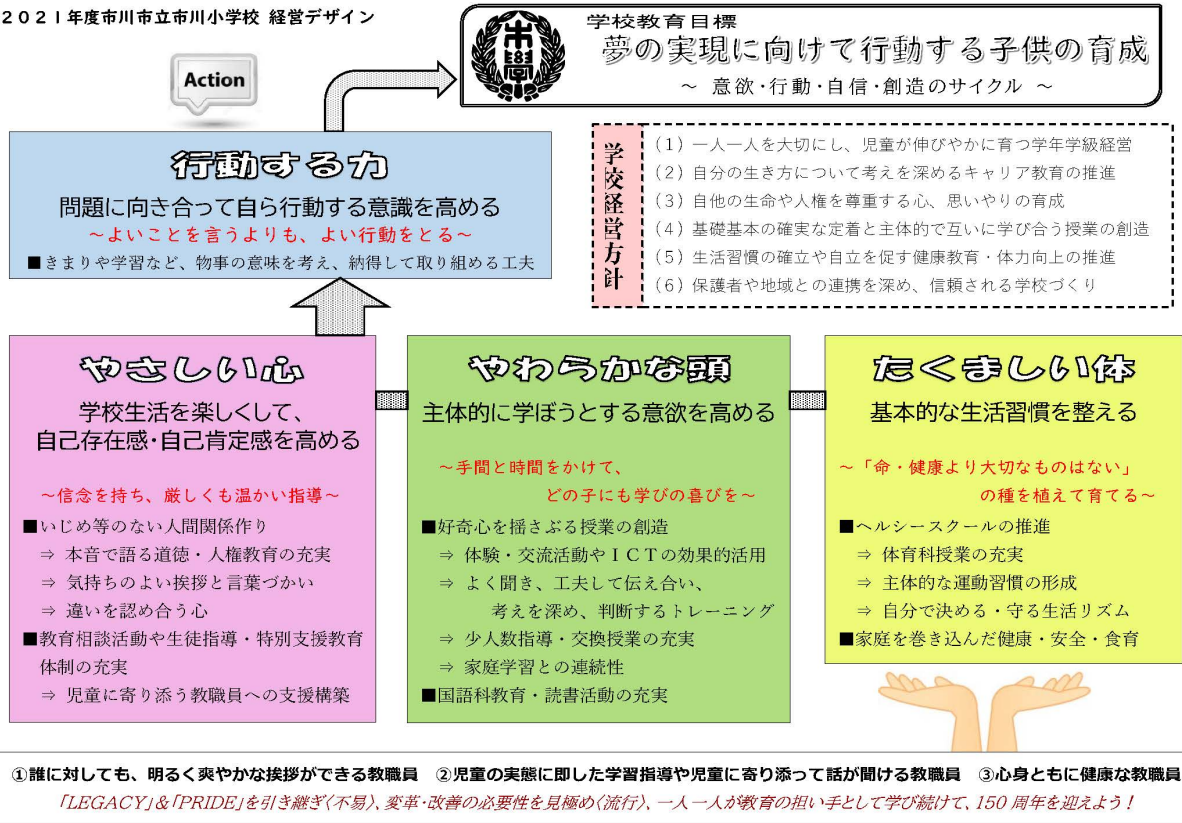 ２０２１年度市川市立市川小学校 経営デザイン
学校教育目標
夢の実現に向けて行動する子供の育成
～ 意欲・行動・自信・創造のサイクル ～
Action
行動する力
問題に向き合って自ら行動する意識を高める
～よいことを言うよりも、よい行動をとる～
■きまりや学習など、物事の意味を考え、納得して取り組める工夫
学校経営方針
（1）一人一人を大切にし、児童が伸びやかに育つ学年学級経営
（2）自分の生き方について考えを深めるキャリア教育の推進
（3）自他の生命や人権を尊重する心、思いやりの育成
（4）基礎基本の確実な定着と主体的で互いに学び合う授業の創造
（5）生活習慣の確立や自立を促す健康教育・体力向上の推進
（6）保護者や地域との連携を深め、信頼される学校づくり
やさしい心
学校生活を楽しくして、
自己存在感・自己肯定感を高める
～信念を持ち、厳しくも温かい指導～
■いじめ等のない人間関係作り
⇒ 本音で語る道徳・人権教育の充実
⇒ 気持ちのよい挨拶と言葉づかい
⇒ 違いを認め合う心
■教育相談活動や生徒指導・特別支援教育
体制の充実
⇒ 児童に寄り添う教職員への支援構築
やわらかな頭
主体的に学ぼうとする意欲を高める
～手間と時間をかけて、
どの子にも学びの喜びを～
■好奇心を揺さぶる授業の創造
⇒ 体験・交流活動やＩＣＴの効果的活用
⇒ よく聞き、工夫して伝え合い、
考えを深め、判断するトレーニング
⇒ 少人数指導・交換授業の充実
⇒ 家庭学習との連続性
■国語科教育・読書活動の充実
たくましい体
基本的な生活習慣を整える
～「命・健康より大切なものはない」
の種を植えて育てる～
■ヘルシースクールの推進
⇒ 体育科授業の充実
⇒ 主体的な運動習慣の形成
⇒ 自分で決める・守る生活リズム
■家庭を巻き込んだ健康・安全・食育
①誰に対しても、明るく爽やかな挨拶ができる教職員　②児童の実態に即した学習指導や児童に寄り添って話が聞ける教職員　③心身ともに健康な教職員
「LEGACY」&「PRIDE」を引き継ぎ〈不易〉、変革・改善の必要性を見極め〈流行〉、一人一人が教育の担い手として学び続けて、150 周年を迎えよう！